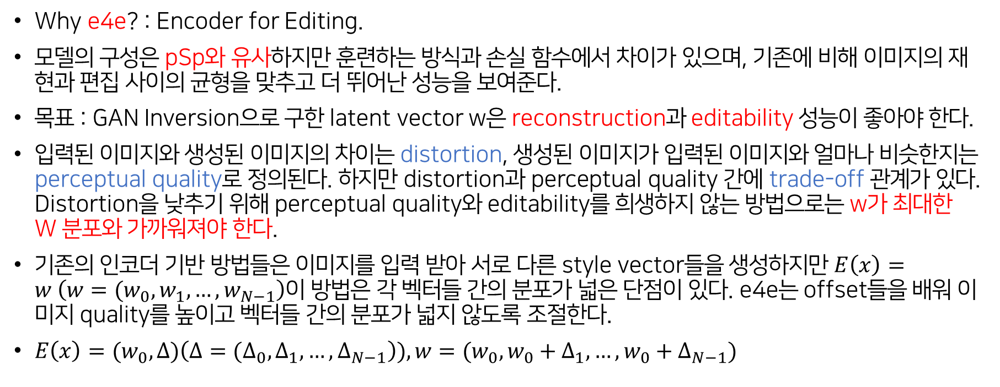 • Why e4e? : Encoder for Editing.
• 모델의 구성은 pSp와 유사하지만 훈련하는 방식과 손실 함수에서 차이가 있으며, 기존에 비해 이미지의 재
현과 편집 사이의 균형을 맞추고 더 뛰어난 성능을 보여준다.
• 목표 : GAN Inversion으로 구한 latent vector w은 reconstruction과 editability 성능이 좋아야 한다.
• 입력된 이미지와 생성된 이미지의 차이는 distortion, 생성된 이미지가 입력된 이미지와 얼마나 비슷한지는
perceptual quality로 정의된다. 하지만 distortion과 perceptual quality 간에 trade-off 관계가 있다.
Distortion을 낮추기 위해 perceptual quality와 editability를 희생하지 않는 방법으로는 w가 최대한
W 분포와 가까워져야 한다.
• 기존의 인코더 기반 방법들은 이미지를 입력 받아 서로 다른 style vector들을 생성하지만 E(x) =
w (w = (w₀, w₁, … , w_{N−1})이 방법은 각 벡터들 간의 분포가 넓은 단점이 있다. e4e는 offset들을 배워 이
미지 quality를 높이고 벡터들 간의 분포가 넓지 않도록 조절한다.
• E(x) = (w₀, Δ)(Δ = (Δ₀, Δ₁, … , Δ_{N−1})), w = (w₀, w₀ + Δ₁, … , w₀ + Δ_{N−1})